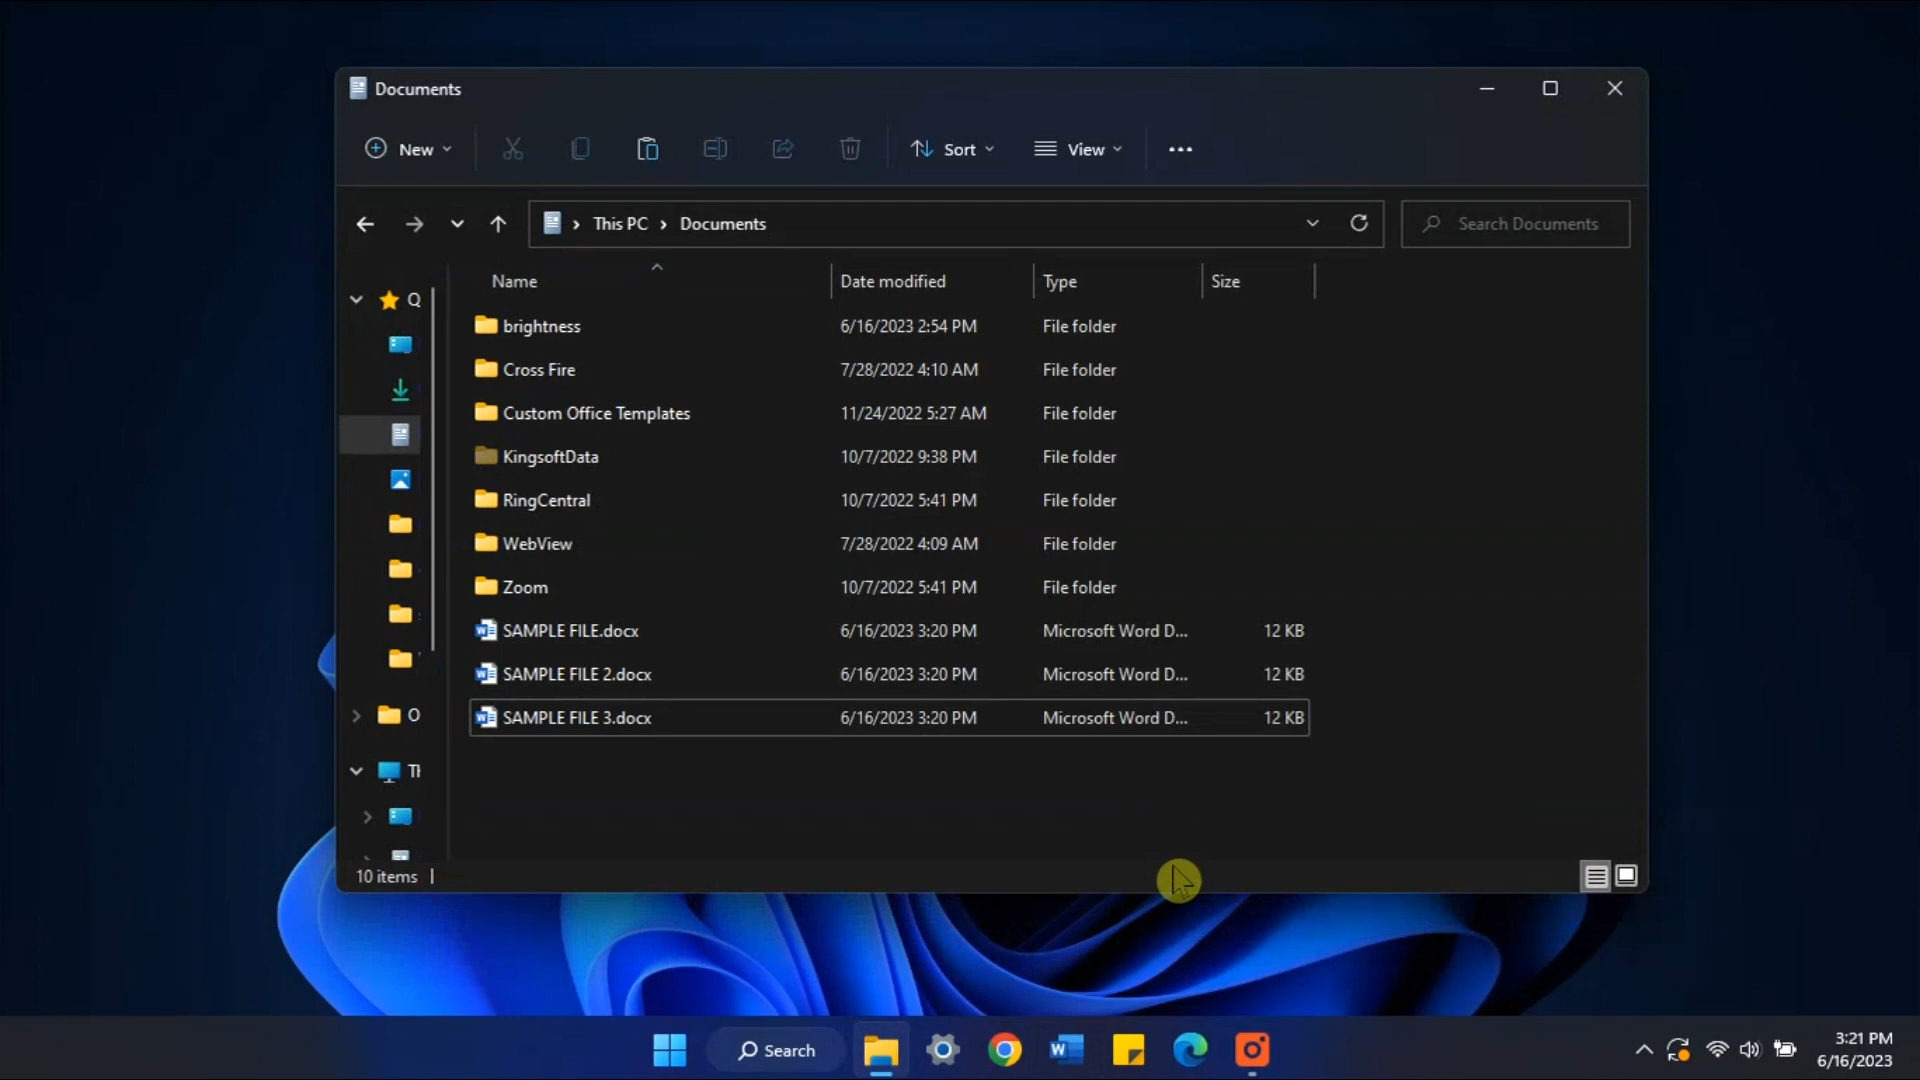 Documents
New
Sort
View
This PC
Documents
Search Documents
Name
Date modified
Type
Size
brightness 6/16/2023 2:54 PM File folder
Cross Fire 7/28/2022 4:10 AM File folder
Custom Office Templates 11/24/2022 5:27 AM File folder
KingsoftData 10/7/2022 9:38 PM File folder
RingCentral 10/7/2022 5:41 PM File folder
WebView 7/28/2022 4:09 AM File folder
Zoom 10/7/2022 5:41 PM File folder
SAMPLE FILE.docx 6/16/2023 3:20 PM Microsoft Word D... 12 KB
SAMPLE FILE 2.docx 6/16/2023 3:20 PM Microsoft Word D... 12 KB
SAMPLE FILE 3.docx 6/16/2023 3:20 PM Microsoft Word D... 12 KB
Q
O
10 items
Search
3:21 PM
6/16/2023